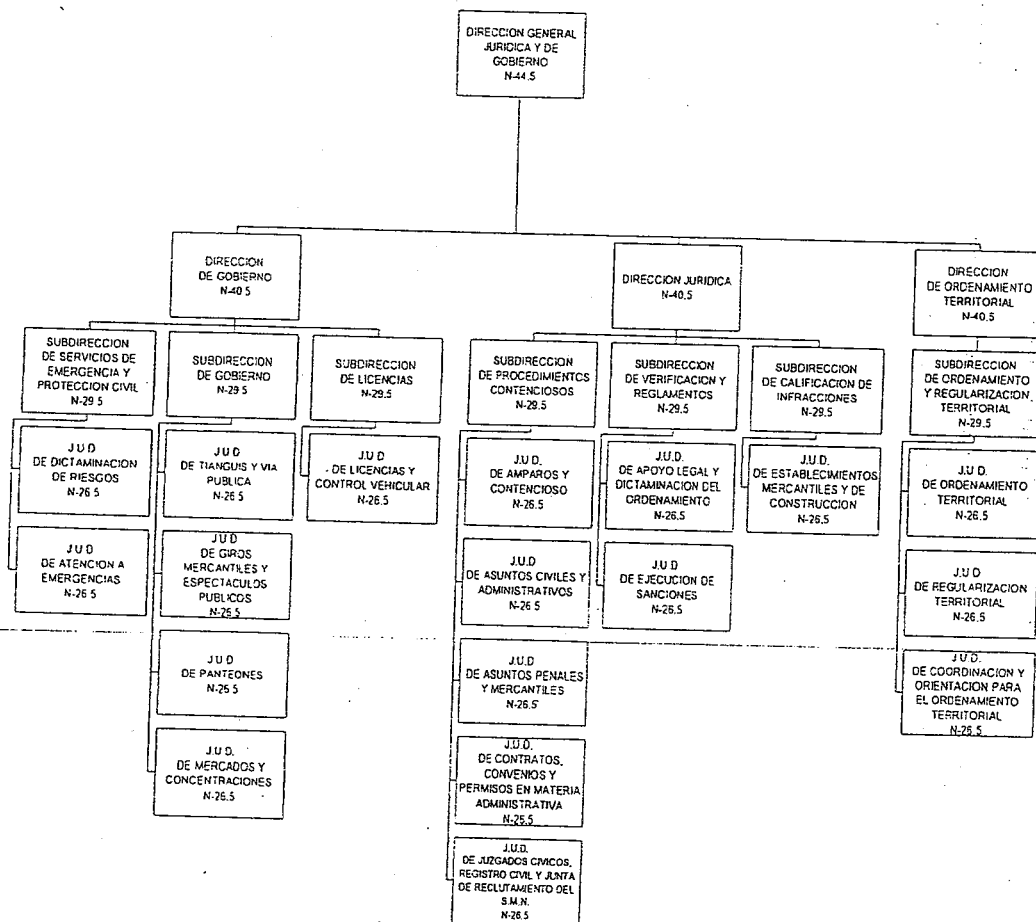 DIRECCION GENERAL
JURIDICA Y DE
GOBIERNO
N-44.5
DIRECCION
DE GOBIERNO
N-40.5
DIRECCION JURIDICA
N-40.5
DIRECCION
DE ORDENAMIENTO
TERRITORIAL
N-40.5
SUBDIRECCION
DE SERVICIOS DE
EMERGENCIA Y
PROTECCION CIVIL
N-29.5
SUBDIRECCION
DE GOBIERNO
N-29.5
SUBDIRECCION
DE LICENCIAS
N-29.5
SUBDIRECCION
DE PROCEDIMIENTOS
CONTENCIOSOS
N-29.5
SUBDIRECCION
DE VERIFICACION Y
REGLAMENTOS
N-29.5
SUBDIRECCION
DE CALIFICACION DE
INFRACCIONES
N-29.5
SUBDIRECCION
DE ORDENAMIENTO
Y REGULARIZACION
TERRITORIAL
N-29.5
J.U.D
DE DICTAMINACION
DE RIESGOS
N-26.5
J.U.D
DE TIANGUIS Y VIA
PUBLICA
N-26.5
J.U.D
DE LICENCIAS Y
CONTROL VEHICULAR
N-26.5
J.U.D.
DE AMPAROS Y
CONTENCIOSO
N-26.5
J.U.D.
DE APOYO LEGAL Y
DICTAMINACION DEL
ORDENAMIENTO
N-26.5
J.U.D.
DE ESTABLECIMIENTOS
MERCANTILES Y DE
CONSTRUCCION
N-26.5
J.U.D.
DE ORDENAMIENTO
TERRITORIAL
N-26.5
J.U.D
DE ATENCION A
EMERGENCIAS
N-26.5
J.U.D
DE GIROS
MERCANTILES Y
ESPECTACULOS
PUBLICOS
N-26.5
J.U.D
DE ASUNTOS CIVILES Y
ADMINISTRATIVOS
N-26.5
J.U.D
DE EJECUCION DE
SANCIONES
N-26.5
J.U.D
DE REGULARIZACION
TERRITORIAL
N-26.5
J.U.D
DE PANTEONES
N-26.5
J.U.D
DE ASUNTOS PENALES
Y MERCANTILES
N-26.5
J.U.D.
DE COORDINACION Y
ORIENTACION PARA
EL ORDENAMIENTO
TERRITORIAL
N-26.5
J.U.D.
DE MERCADOS Y
CONCENTRACIONES
N-26.5
J.U.D.
DE CONTRATOS,
CONVENIOS Y
PERMISOS EN MATERIA
ADMINISTRATIVA
N-26.5
J.U.D.
DE JUZGADOS CIVICOS,
REGISTRO CIVIL Y JUNTA
DE RECLUTAMIENTO DEL
S.M.N.
N-26.5